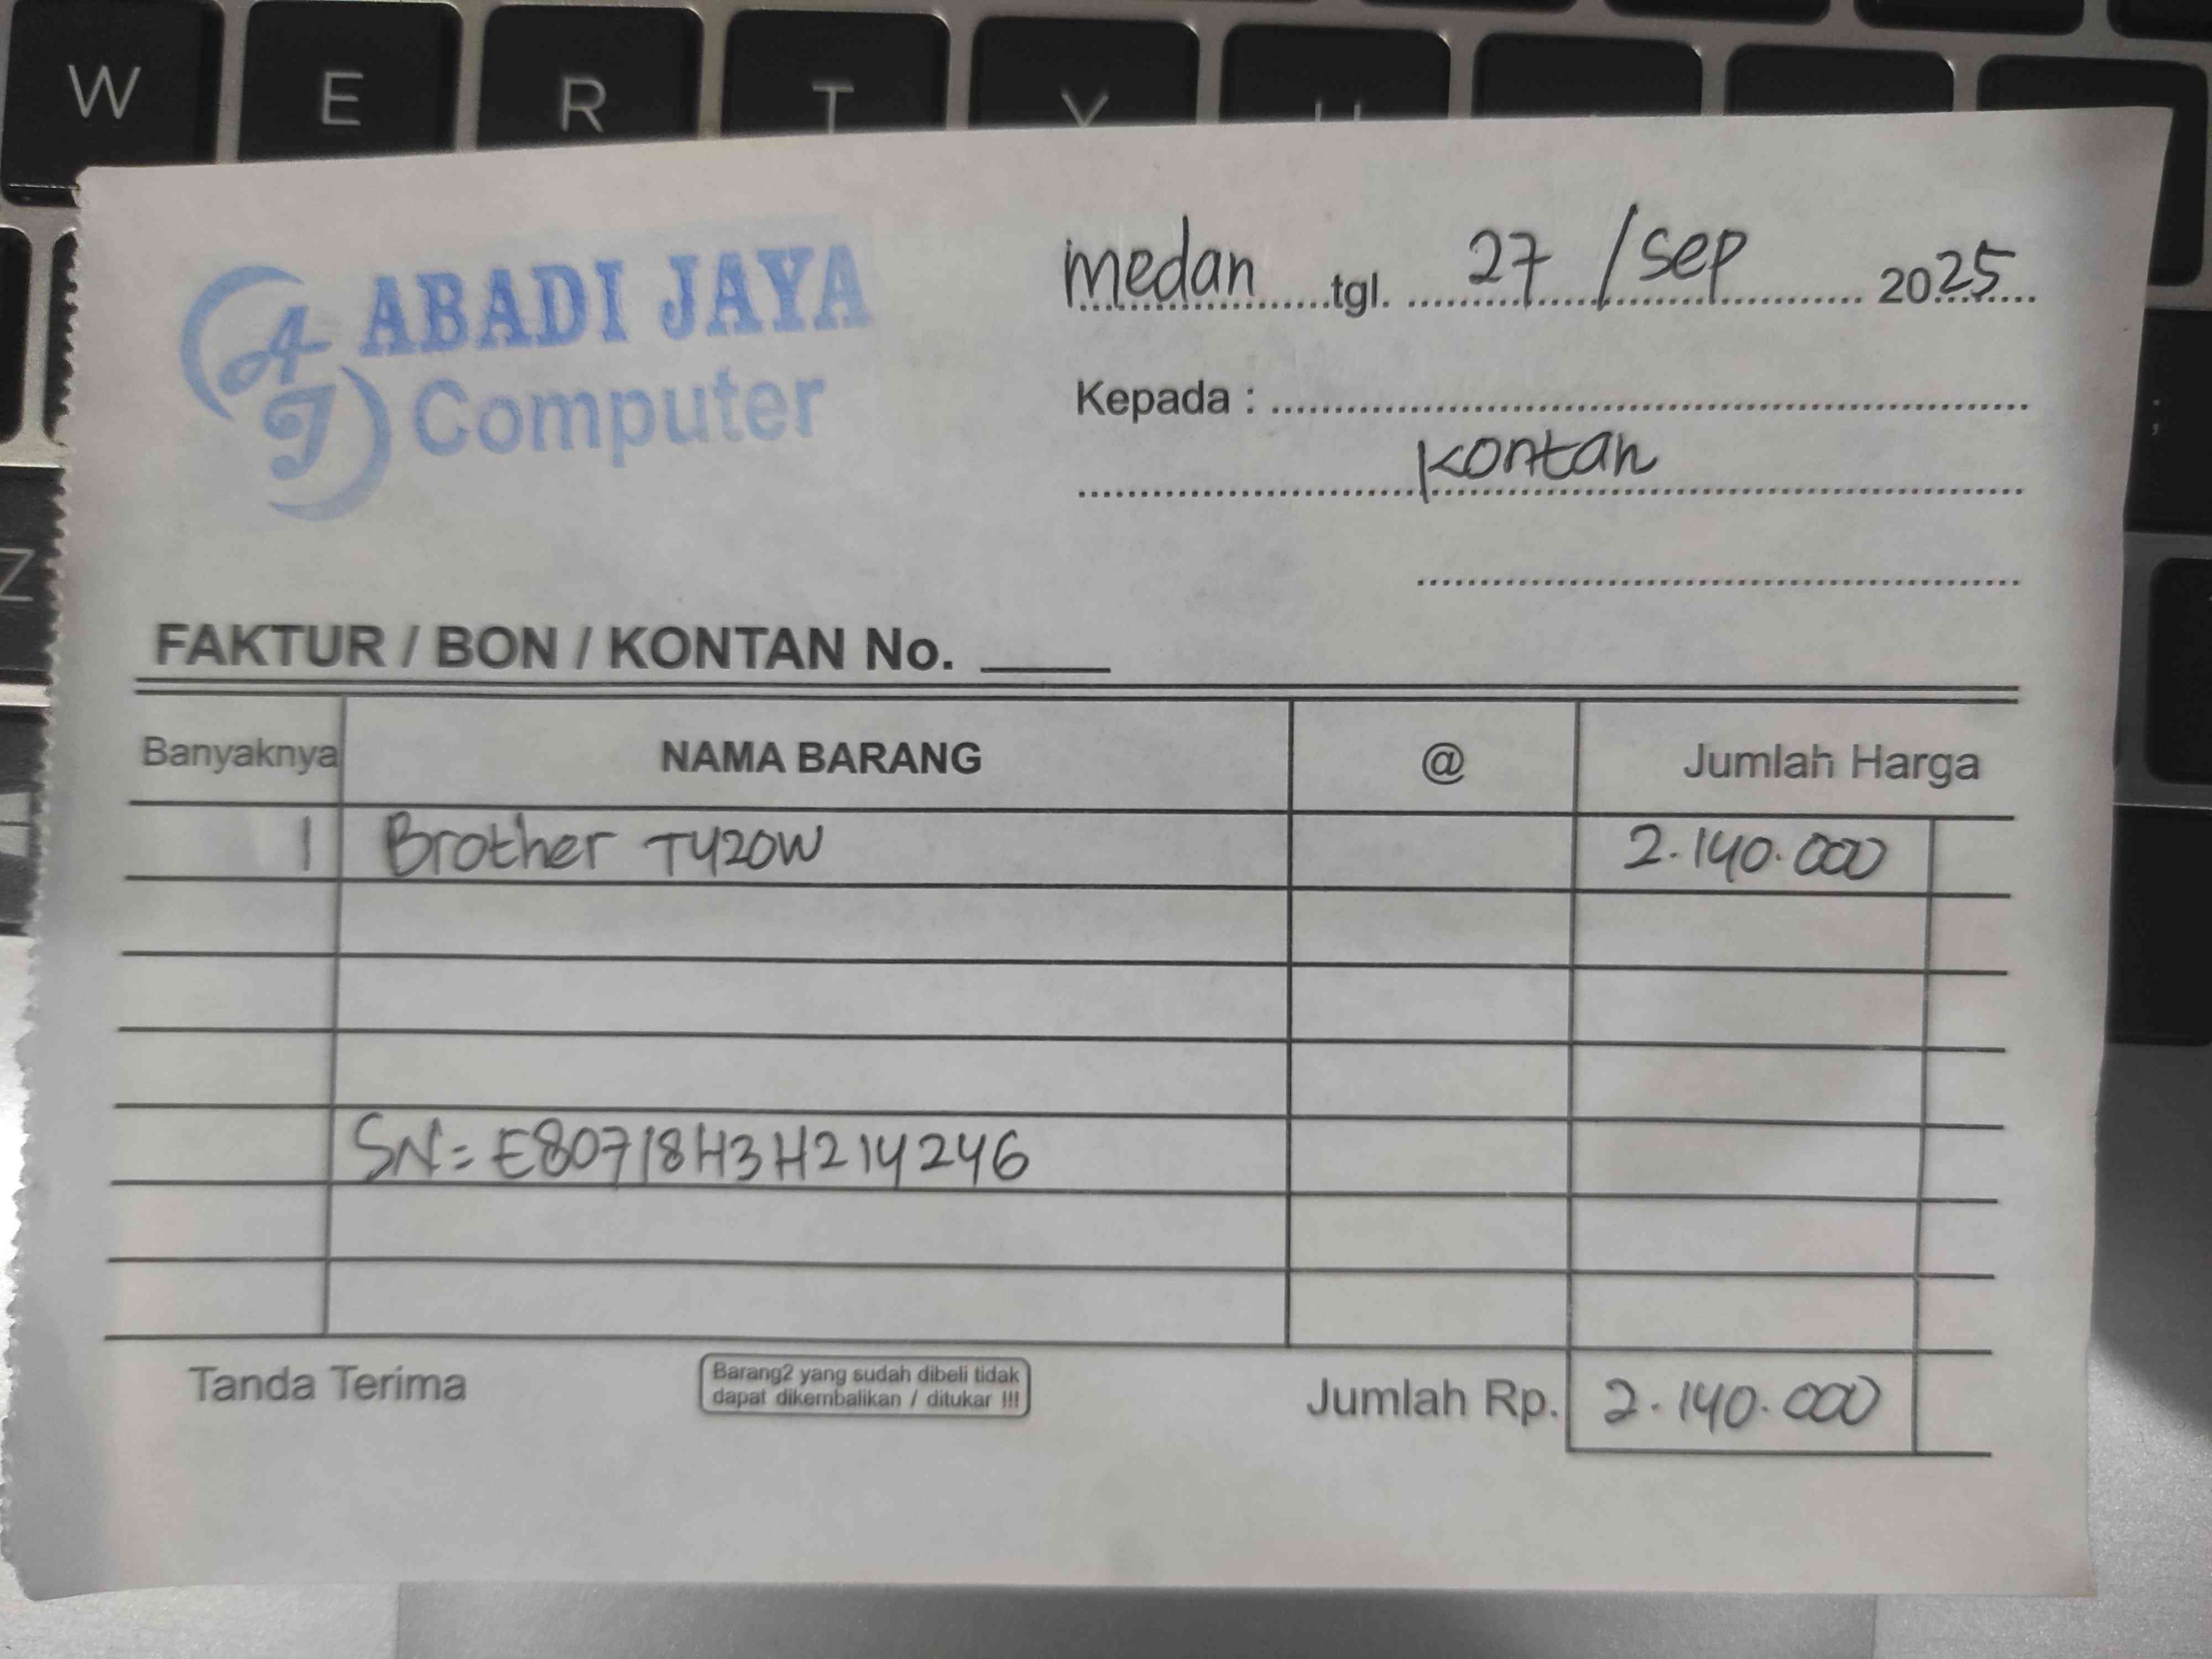 W E R T Y U
Z
;
AJ ABADI JAYA
Computer
medan tgl. 27 / sep 2025
Kepada :
Kontan
FAKTUR / BON / KONTAN No.
Banyaknya NAMA BARANG @ Jumlah Harga
1 Brother T420W 2.140.000
SN= E80718H3H214246
Tanda Terima
Barang2 yang sudah dibeli tidak
dapat dikembalikan / ditukar !!!
Jumlah Rp. 2.140.000